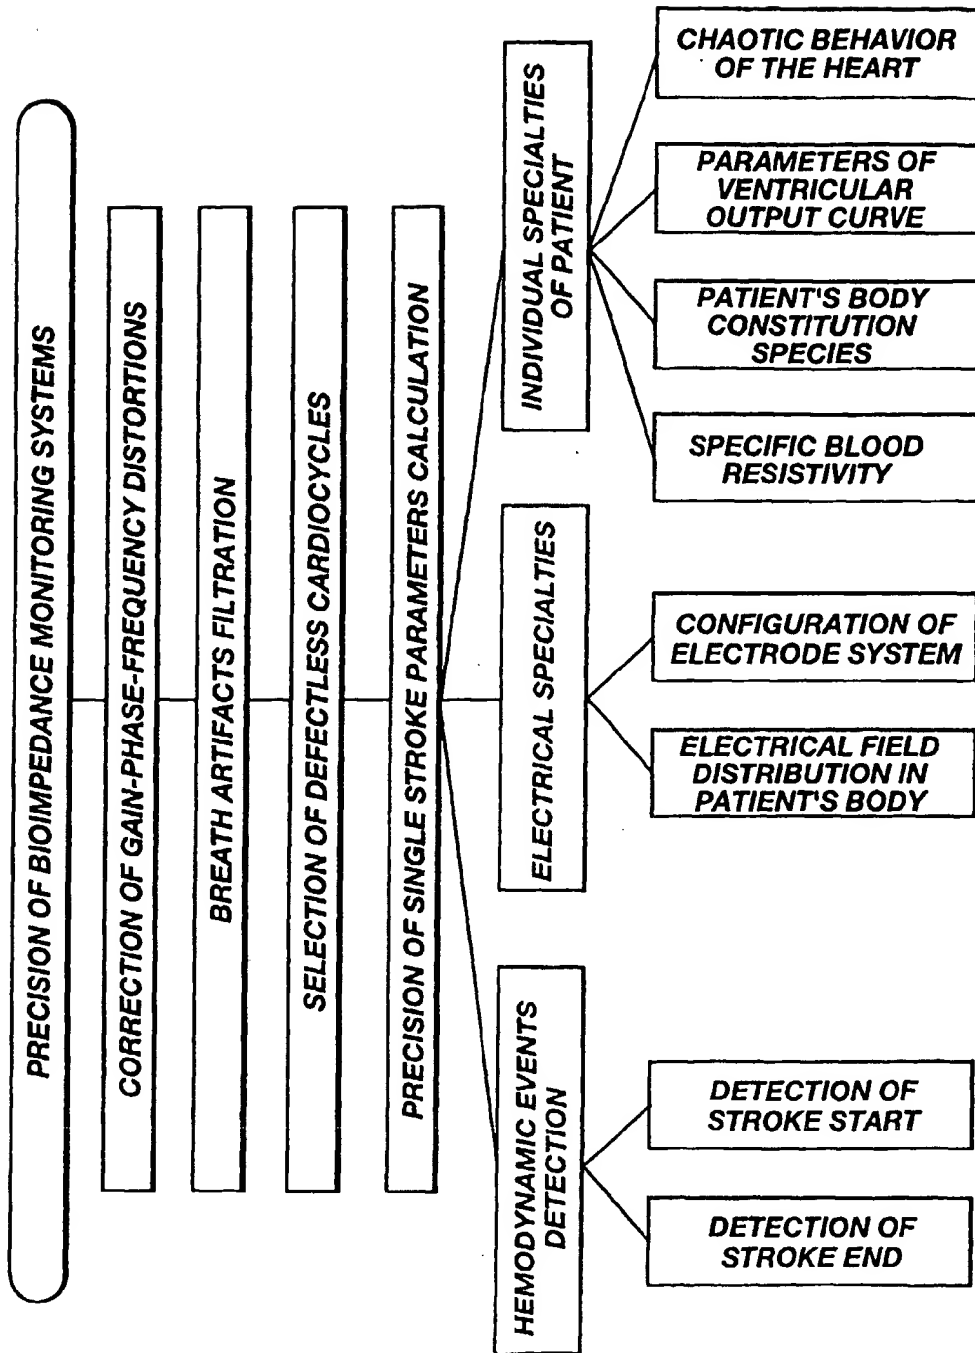 PRECISION OF BIOIMPEDANCE MONITORING SYSTEMS
CORRECTION OF GAIN-PHASE-FREQUENCY DISTORTIONS
BREATH ARTIFACTS FILTRATION
SELECTION OF DEFECTLESS CARDIOCYCLES
PRECISION OF SINGLE STROKE PARAMETERS CALCULATION
INDIVIDUAL SPECIALTIES
OF PATIENT
CHAOTIC BEHAVIOR
OF THE HEART
PARAMETERS OF
VENTRICULAR
OUTPUT CURVE
PATIENT'S BODY
CONSTITUTION
SPECIES
SPECIFIC BLOOD
RESISTIVITY
ELECTRICAL SPECIALTIES
CONFIGURATION OF
ELECTRODE SYSTEM
ELECTRICAL FIELD
DISTRIBUTION IN
PATIENT'S BODY
HEMODYNAMIC EVENTS
DETECTION
DETECTION OF
STROKE START
DETECTION OF
STROKE END